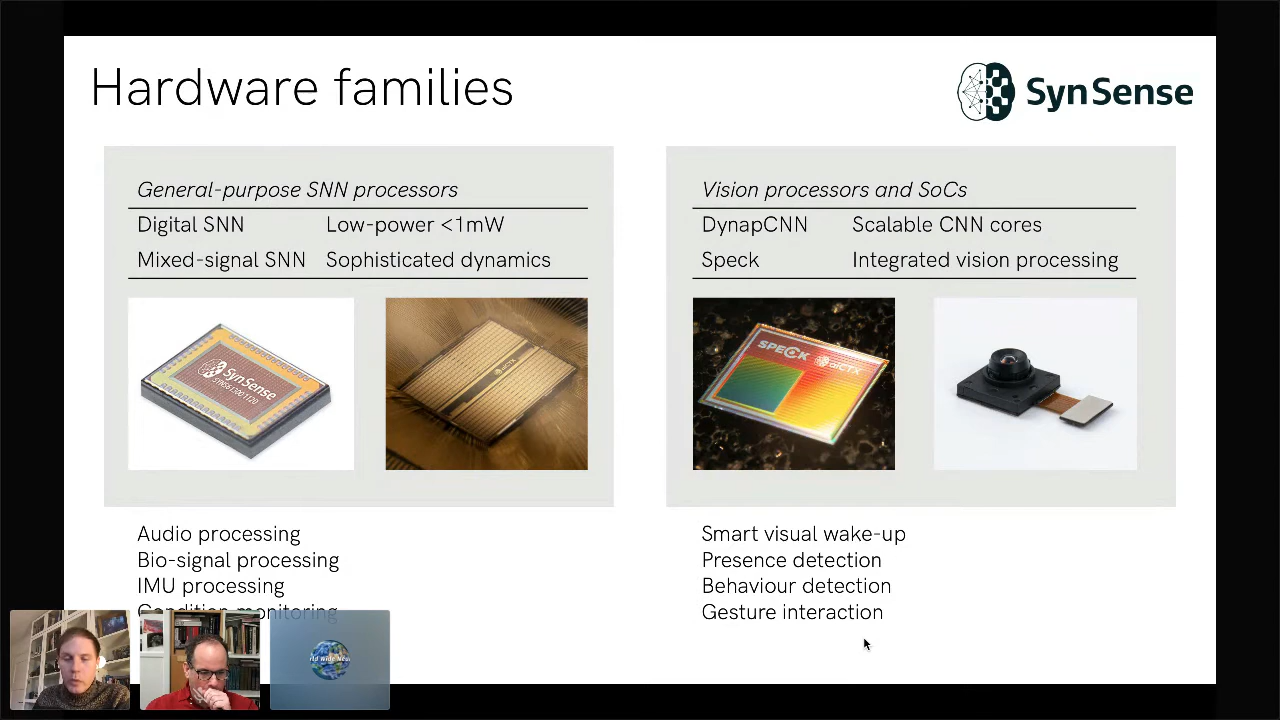 Hardware families
SynSense
General-purpose SNN processors
Digital SNN Low-power <1mW
Mixed-signal SNN Sophisticated dynamics
SynSense
SPECK
aiCTX
Vision processors and SoCs
DynapCNN Scalable CNN cores
Speck Integrated vision processing
Audio processing
Bio-signal processing
IMU processing
Condition monitoring
Smart visual wake-up
Presence detection
Behaviour detection
Gesture interaction